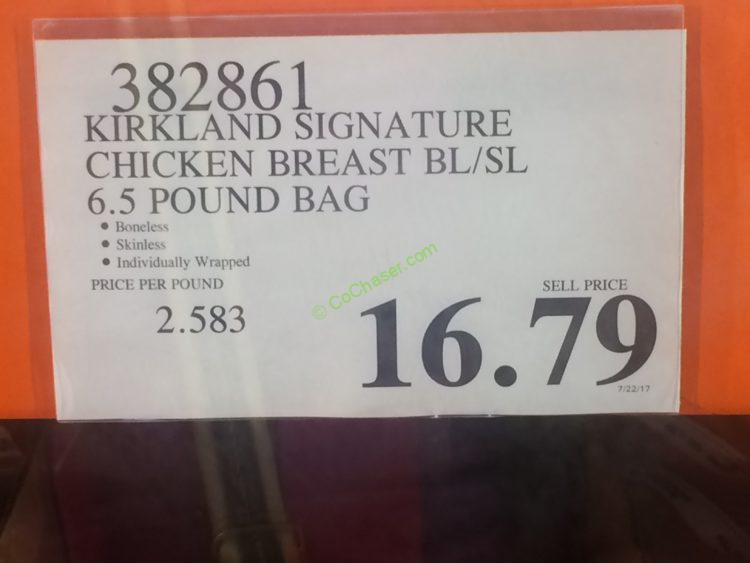 382861
KIRKLAND SIGNATURE
CHICKEN BREAST BL/SL
6.5 POUND BAG
• Boneless
• Skinless
• Individually Wrapped
PRICE PER POUND
2.583
© CoChaser.com
SELL PRICE
16.79
7/22/17